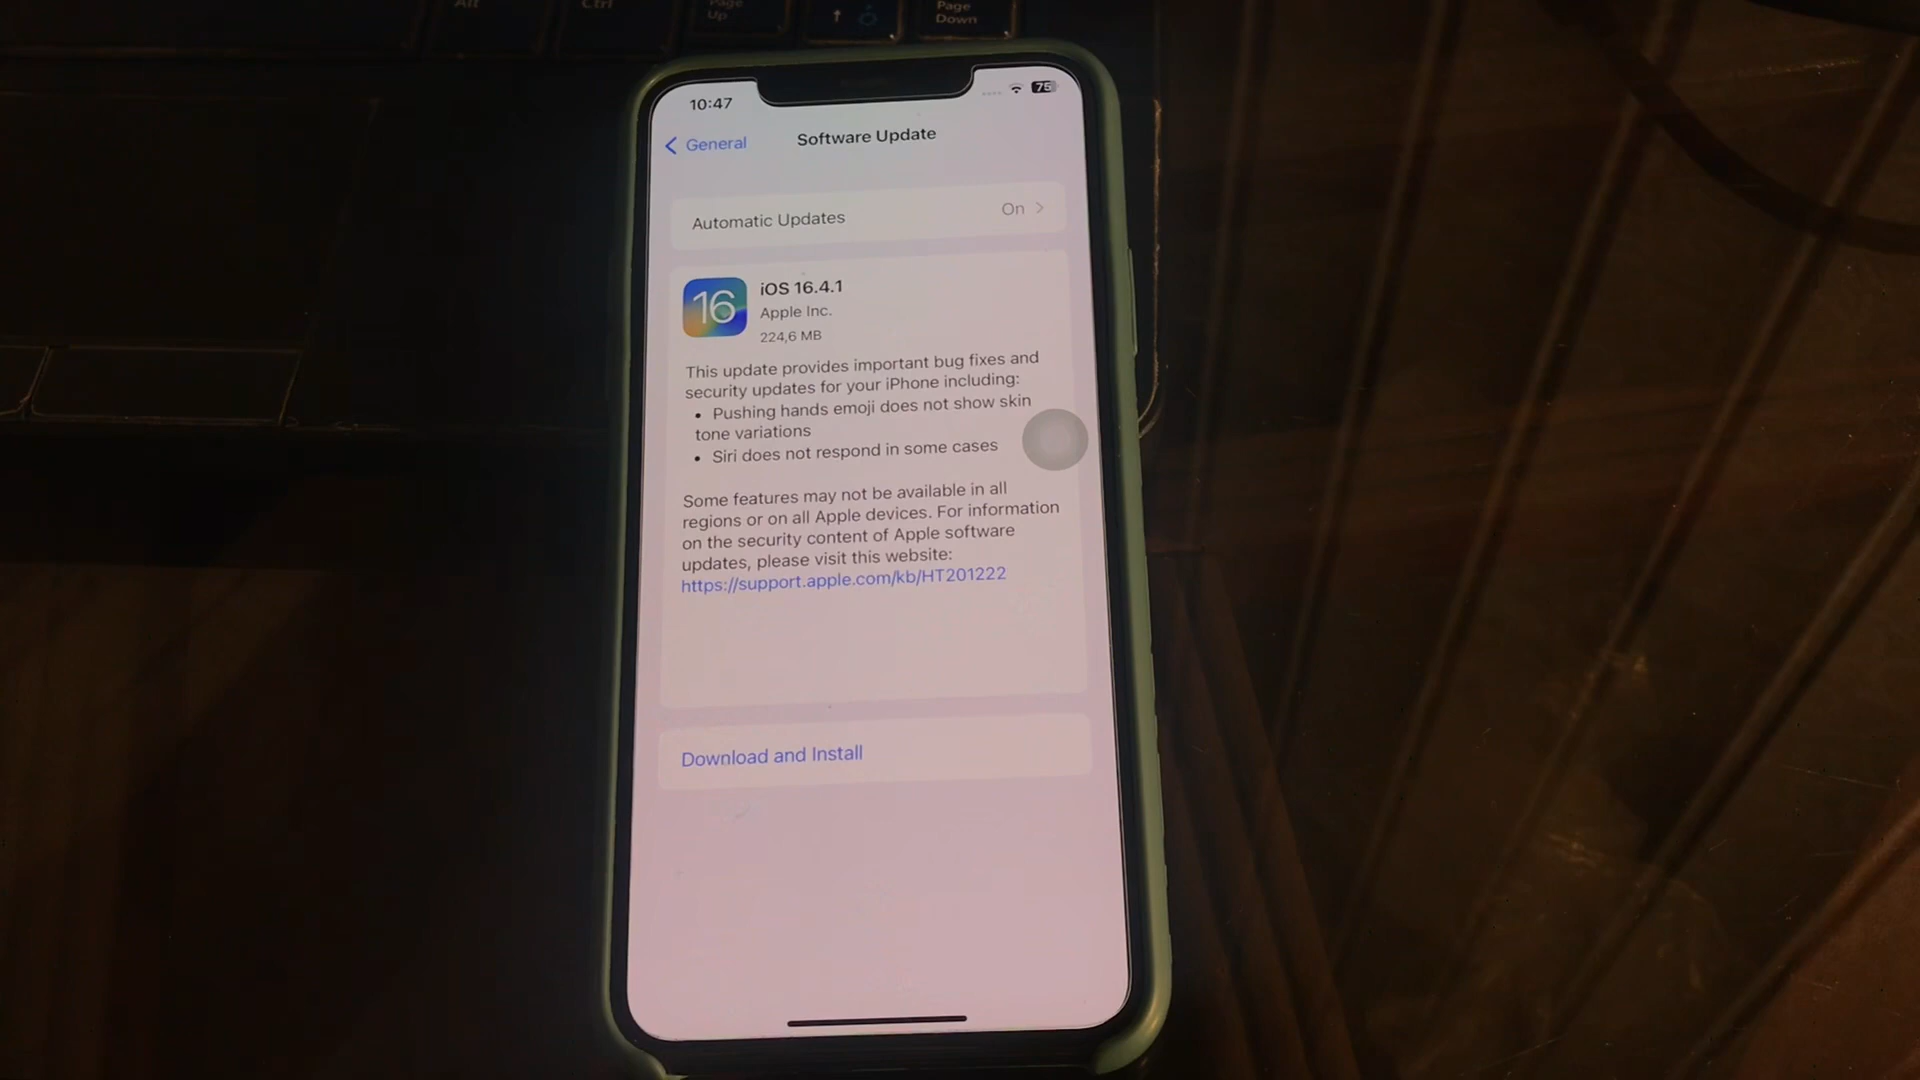 Alt
Ctrl
Page
Up
Page
Down
10:47
75
General
Software Update
Automatic Updates
On
16
iOS 16.4.1
Apple Inc.
224,6 MB
This update provides important bug fixes and
security updates for your iPhone including:
• Pushing hands emoji does not show skin
tone variations
• Siri does not respond in some cases
Some features may not be available in all
regions or on all Apple devices. For information
on the security content of Apple software
updates, please visit this website:
https://support.apple.com/kb/HT201222
Download and Install